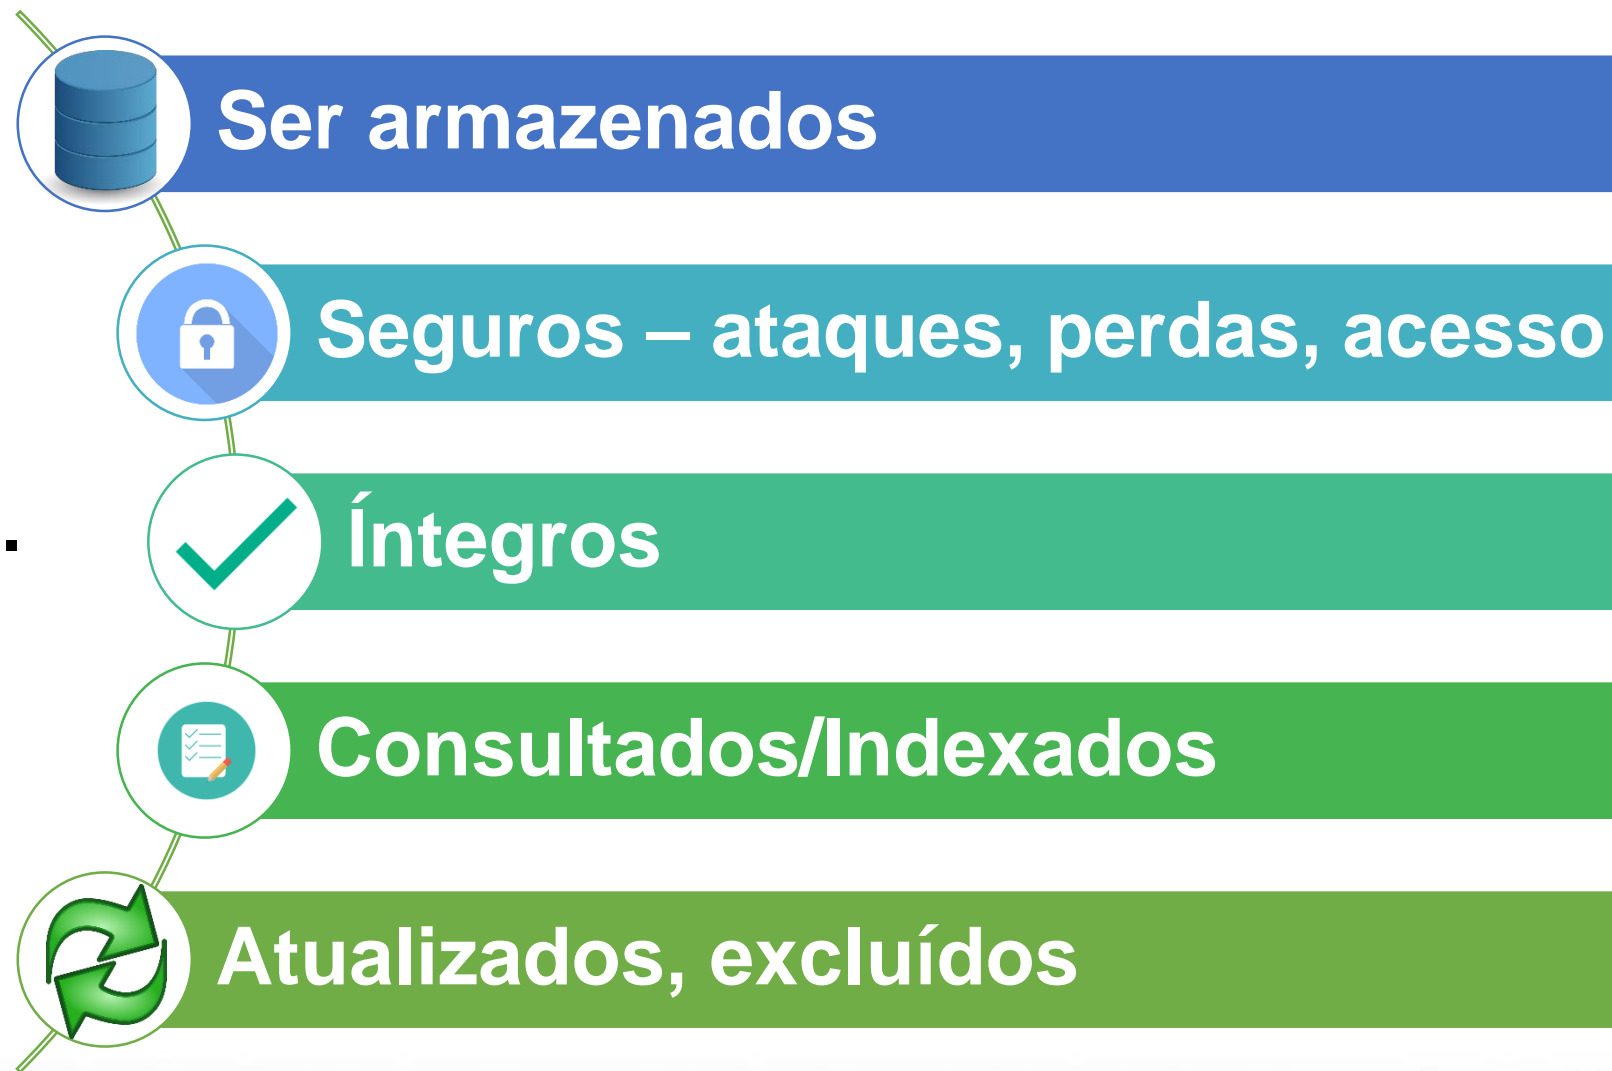 Ser armazenados
Seguros – ataques, perdas, acesso
Íntegros
Consultados/Indexados
Atualizados, excluídos